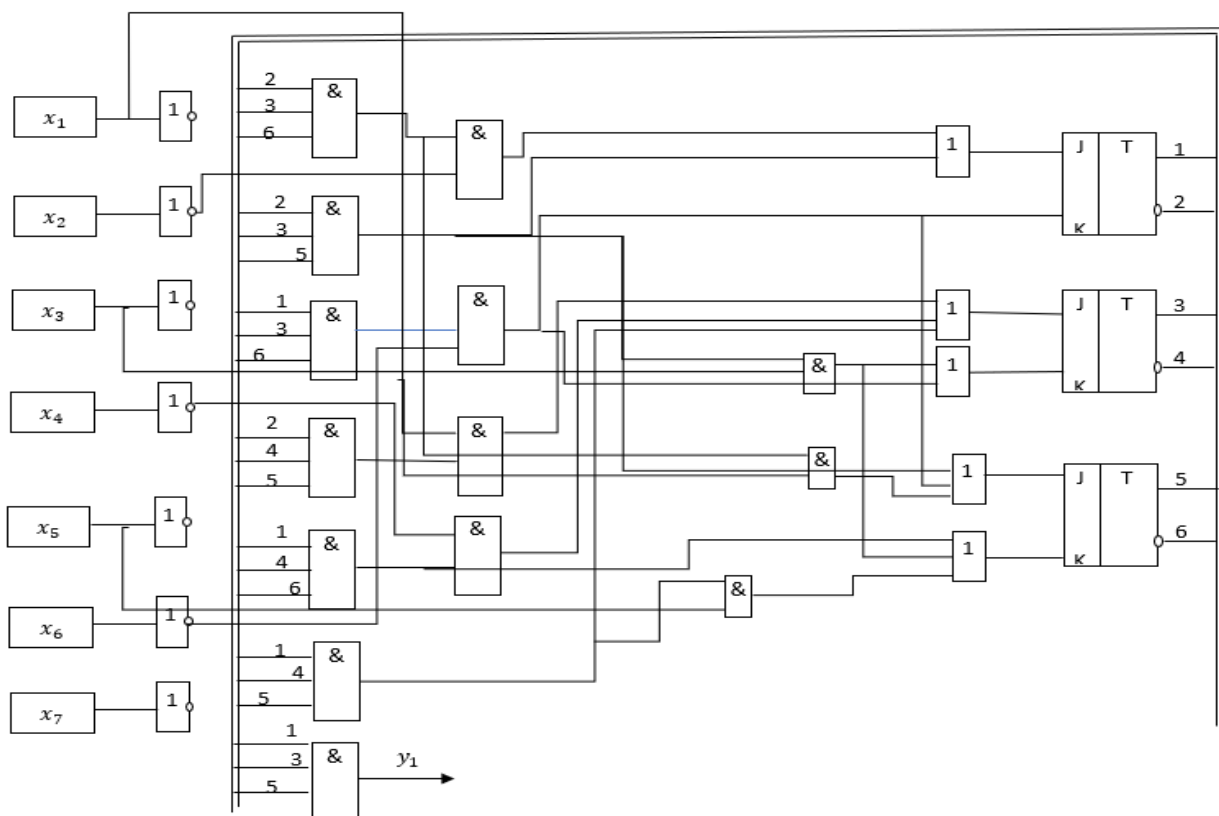 x₁ 1
x₂ 1
x₃ 1
x₄ 1
x₅ 1
x₆ 1
x₇ 1
2 3 6 &
2 3 5 &
1 3 6 &
2 4 5 &
1 4 6 &
1 4 5 &
1 3 5 & y₁
&
&
&
&
&
&
&
1
1
1
1
1
J T 1
K 2
J T 3
K 4
J T 5
K 6